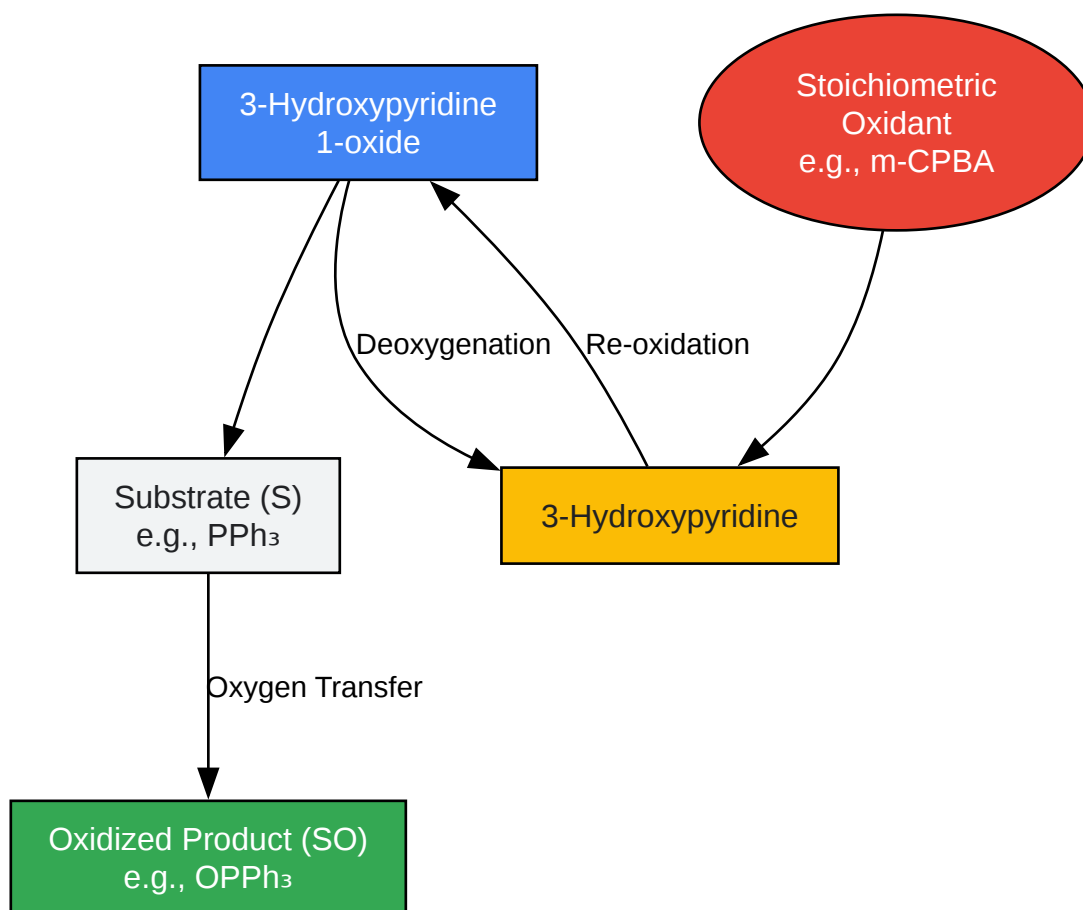 3-Hydroxypyridine
1-oxide
Stoichiometric
Oxidant
e.g., m-CPBA
Deoxygenation
Re-oxidation
Substrate (S)
e.g., PPh₃
3-Hydroxypyridine
Oxygen Transfer
Oxidized Product (SO)
e.g., OPPh₃